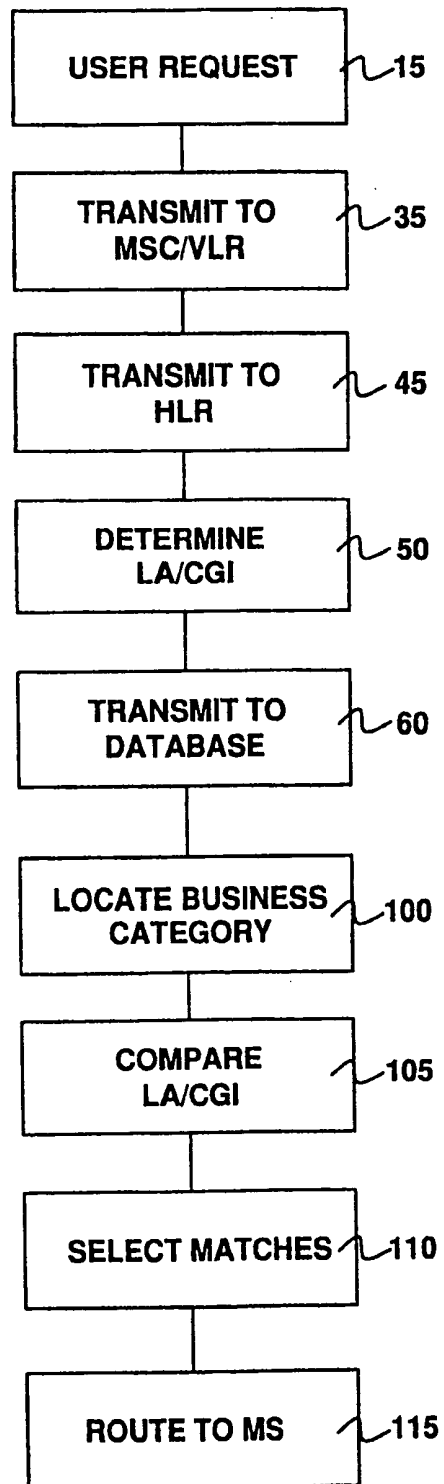 USER REQUEST 15
TRANSMIT TO
MSC/VLR
35
TRANSMIT TO
HLR
45
DETERMINE
LA/CGI
50
TRANSMIT TO
DATABASE
60
LOCATE BUSINESS
CATEGORY
100
COMPARE
LA/CGI
105
SELECT MATCHES 110
ROUTE TO MS 115